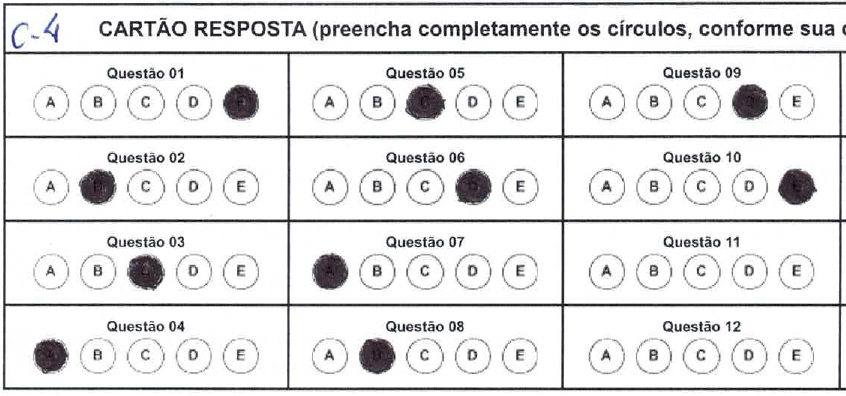 C-4 CARTÃO RESPOSTA (preencha completamente os círculos, conforme sua
Questão 01 Questão 05 Questão 09
A B C D E A B C D E A B C D E
Questão 02 Questão 06 Questão 10
A B C D E A B C D E A B C D E
Questão 03 Questão 07 Questão 11
A B C D E A B C D E A B C D E
Questão 04 Questão 08 Questão 12
A B C D E A B C D E A B C D E